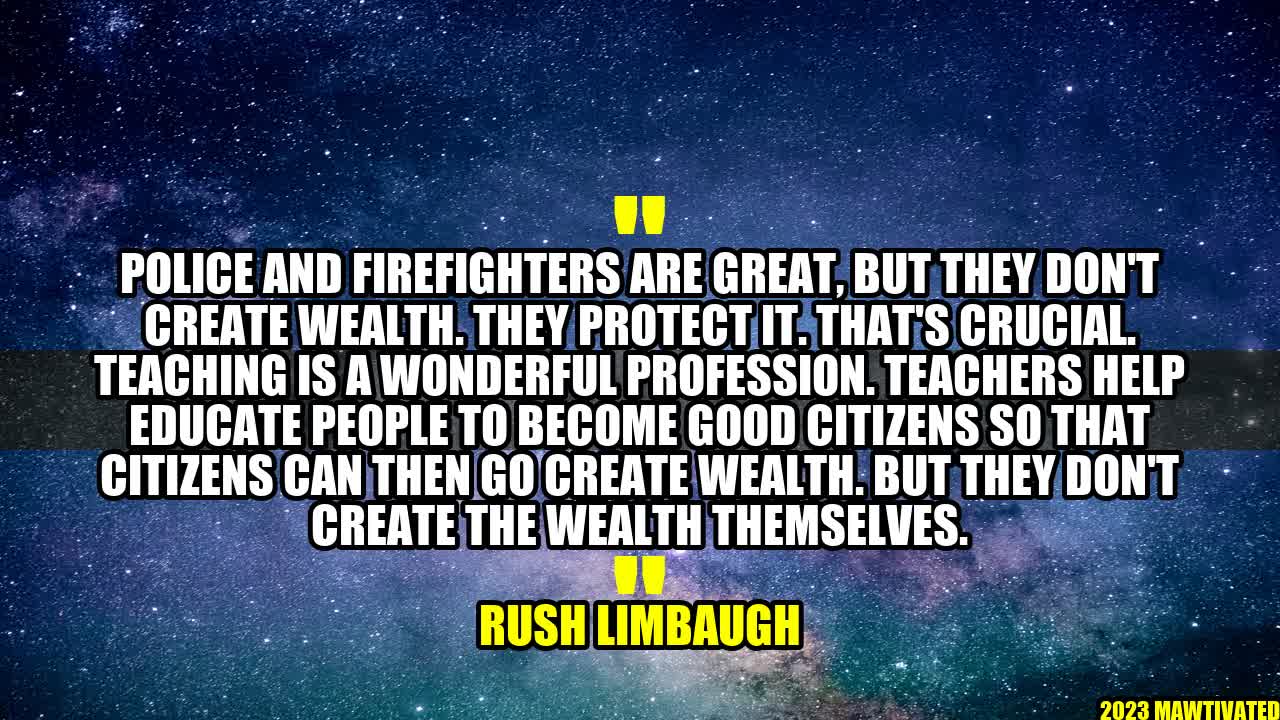 "
POLICE AND FIREFIGHTERS ARE GREAT, BUT THEY DON'T
CREATE WEALTH. THEY PROTECT IT. THAT'S CRUCIAL.
TEACHING IS A WONDERFUL PROFESSION. TEACHERS HELP
EDUCATE PEOPLE TO BECOME GOOD CITIZENS SO THAT
CITIZENS CAN THEN GO CREATE WEALTH. BUT THEY DON'T
CREATE THE WEALTH THEMSELVES.
"
RUSH LIMBAUGH
2023 MAWTIVATED